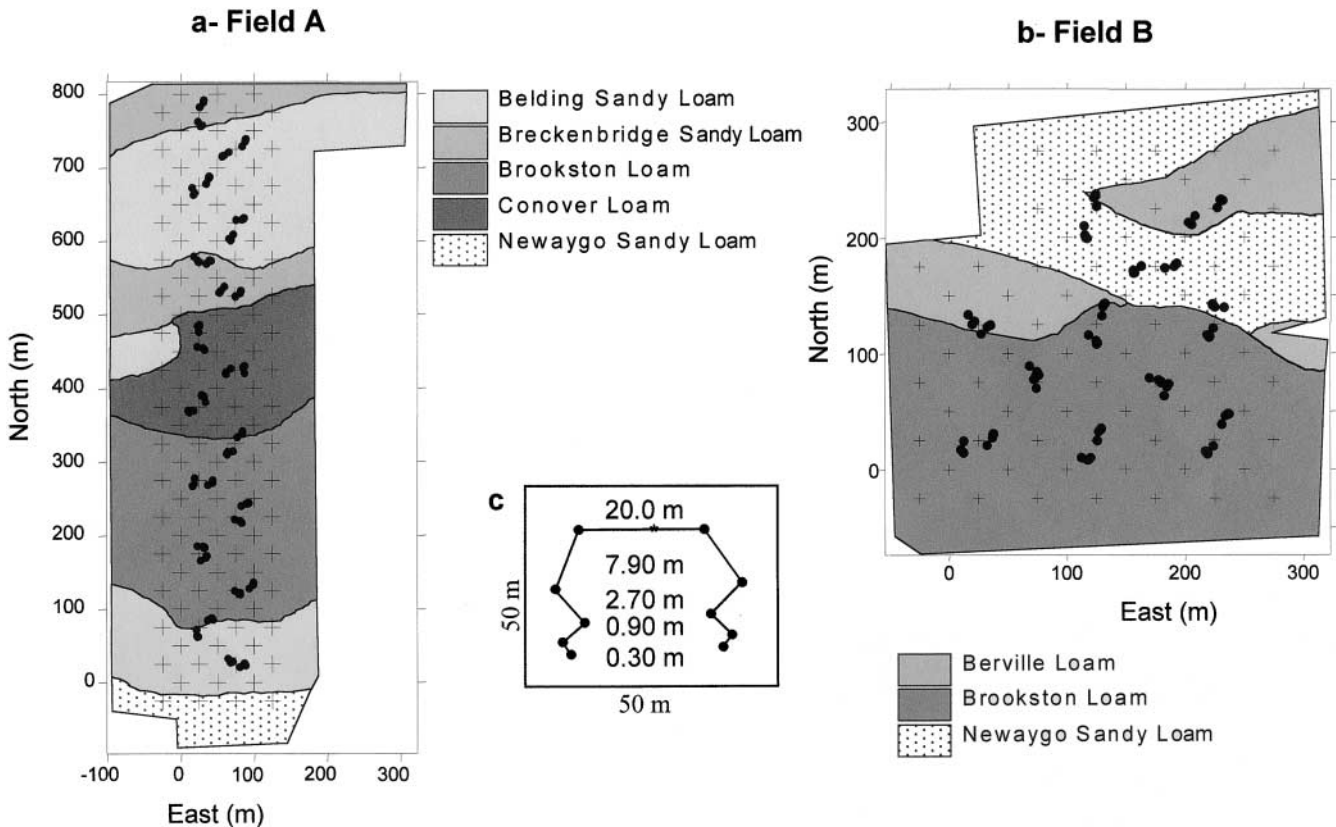 a- Field A
b- Field B
800
700
600
500
400
300
200
100
0
North (m)
-100 0 100 200 300
East (m)
Belding Sandy Loam
Breckenbridge Sandy Loam
Brookston Loam
Conover Loam
Newaygo Sandy Loam
c
20.0 m
7.90 m
2.70 m
0.90 m
0.30 m
50 m
50 m
300
200
100
0
North (m)
0 100 200 300
East (m)
Berville Loam
Brookston Loam
Newaygo Sandy Loam